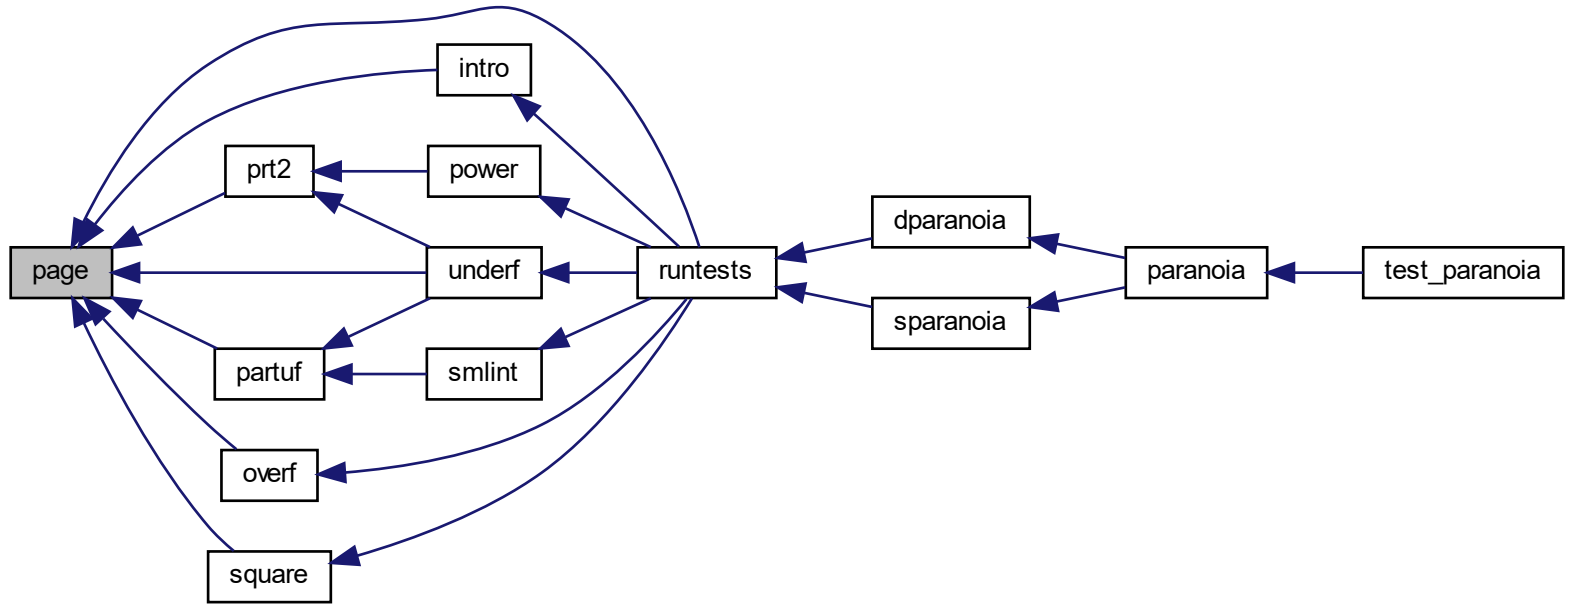 page
intro
prt2
power
underf
partuf
smlint
overf
square
runtests
dparanoia
sparanoia
paranoia
test_paranoia